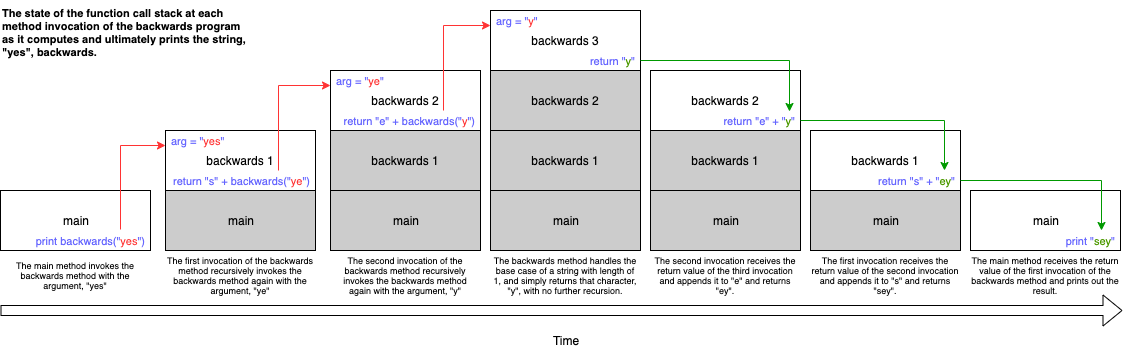 The state of the function call stack at each
method invocation of the backwards program
as it computes and ultimately prints the string,
"yes", backwards.
main
print backwards("yes")
The main method invokes the
backwards method with the
argument, "yes"
arg = "yes"
backwards 1
return "s" + backwards("ye")
main
The first invocation of the backwards
method recursively invokes the
backwards method again with the
argument, "ye"
arg = "ye"
backwards 2
return "e" + backwards("y")
backwards 1
main
The second invocation of the
backwards method recursively
invokes the backwards method
again with the argument, "y"
arg = "y"
backwards 3
return "y"
backwards 2
backwards 1
main
The backwards method handles the
base case of a string with length of
1, and simply returns that character,
"y", with no further recursion.
backwards 2
return "e" + "y"
backwards 1
main
The second invocation receives the
return value of the third invocation
and appends it to "e" and returns
"ey".
backwards 1
return "s" + "ey"
main
The first invocation receives the
return value of the second invocation
and appends it to "s" and returns
"sey".
main
print "sey"
The main method receives the return
value of the first invocation of the
backwards method and prints out the
result.
Time